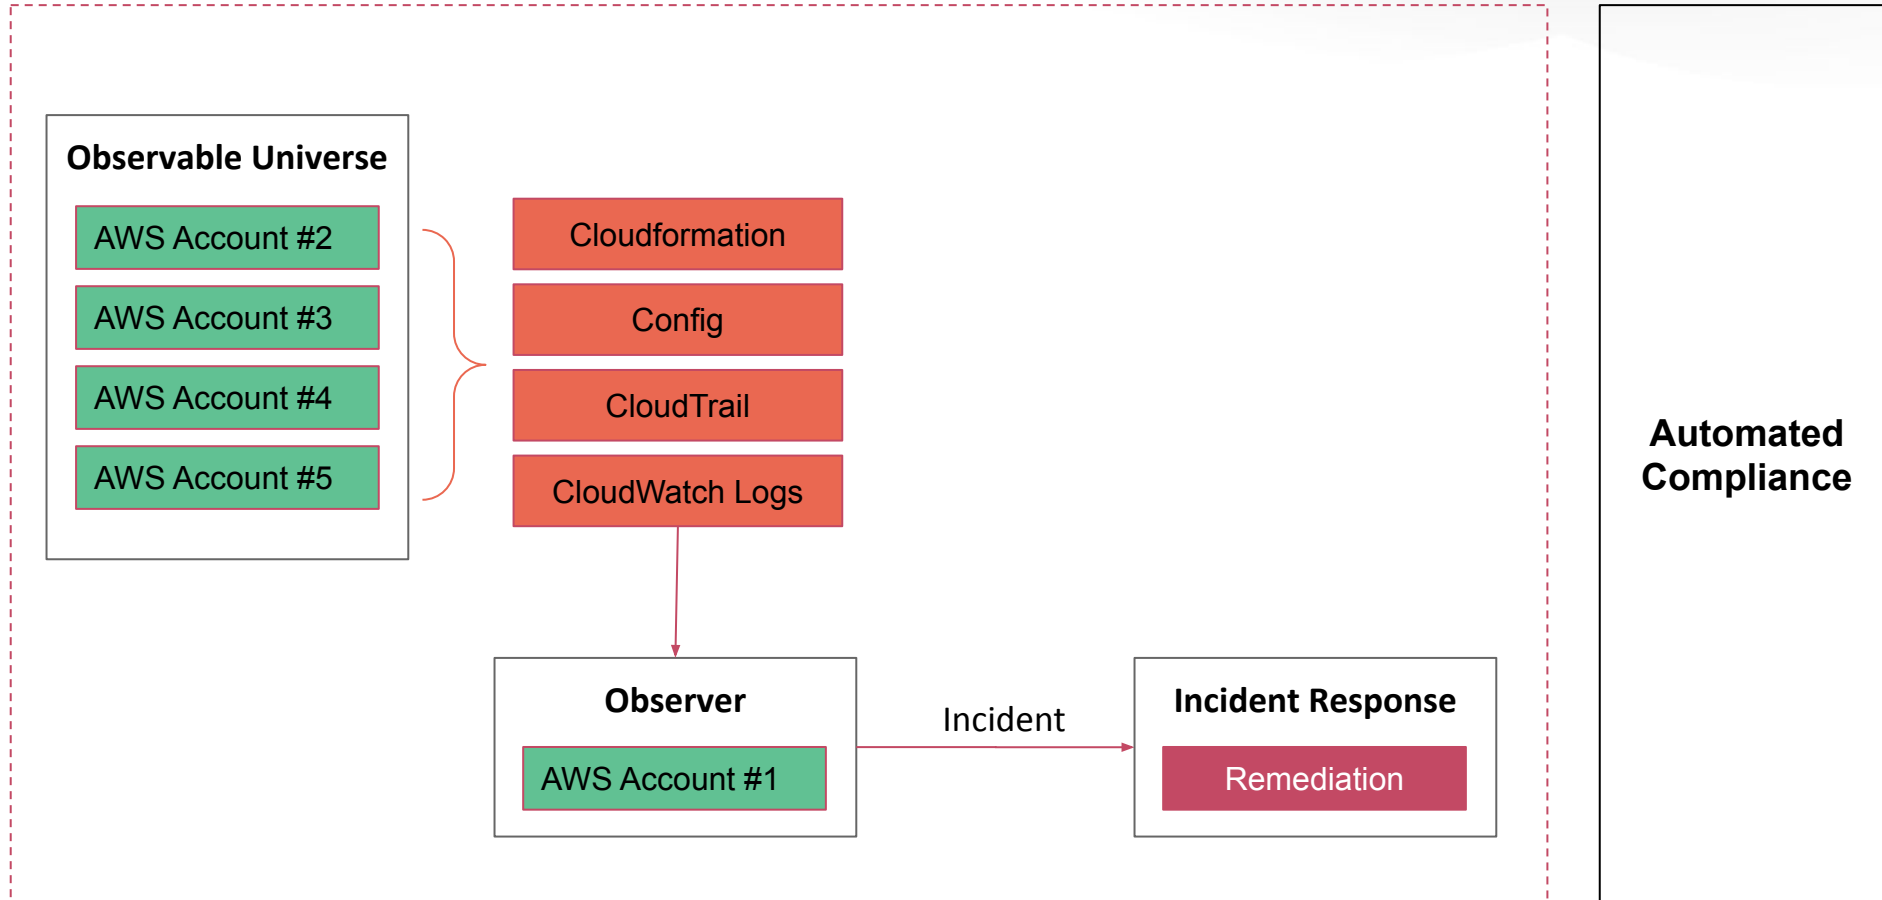 Observable Universe
AWS Account #2
AWS Account #3
AWS Account #4
AWS Account #5
Cloudformation
Config
CloudTrail
CloudWatch Logs
Observer
AWS Account #1
Incident
Incident Response
Remediation
Automated
Compliance